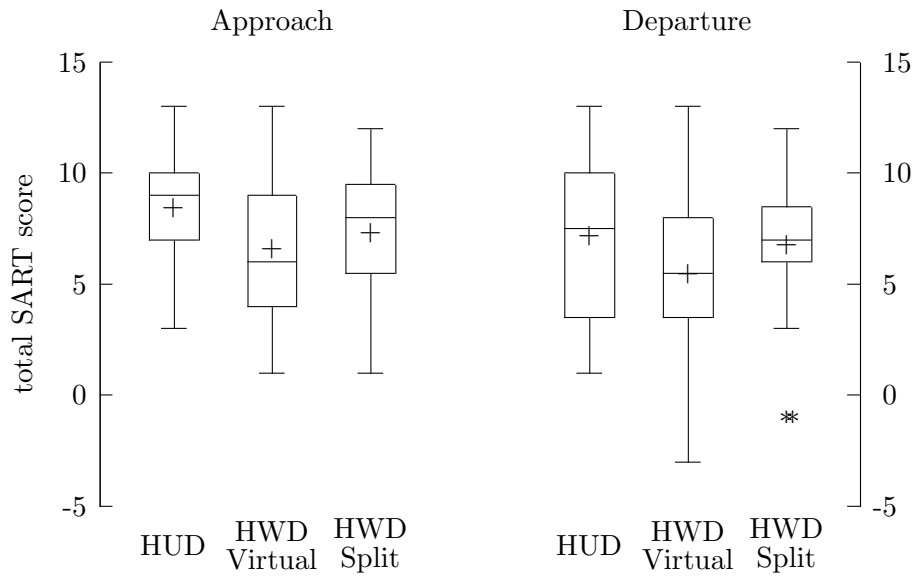 Approach
Departure
15
10
5
0
-5
total SART score
15
10
5
0
-5
HUD
HWD
Virtual
HWD
Split
HUD
HWD
Virtual
HWD
Split